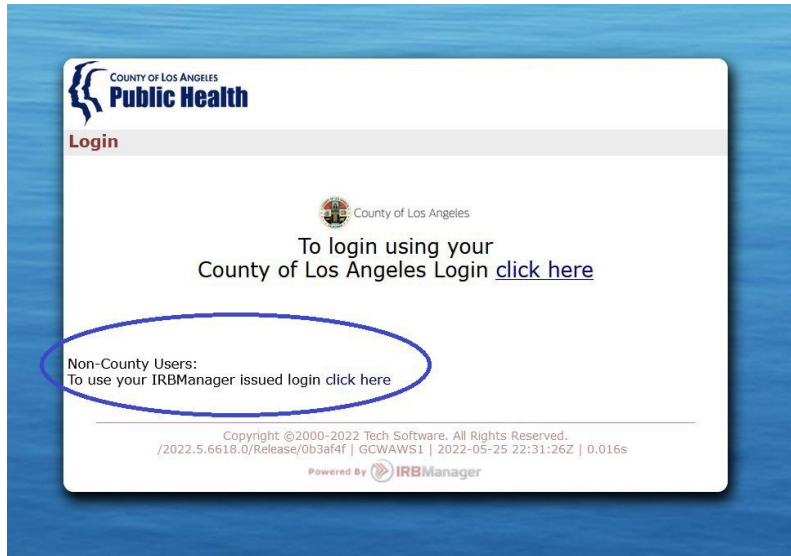 County of Los Angeles
Public Health
Login
County of Los Angeles
To login using your
County of Los Angeles Login click here
Non-County Users:
To use your IRBManager issued login click here
Copyright ©2000-2022 Tech Software. All Rights Reserved.
/2022.5.6618.0/Release/0b3af4f | GCWAWS1 | 2022-05-25 22:31:26Z | 0.016s
Powered By IRBManager